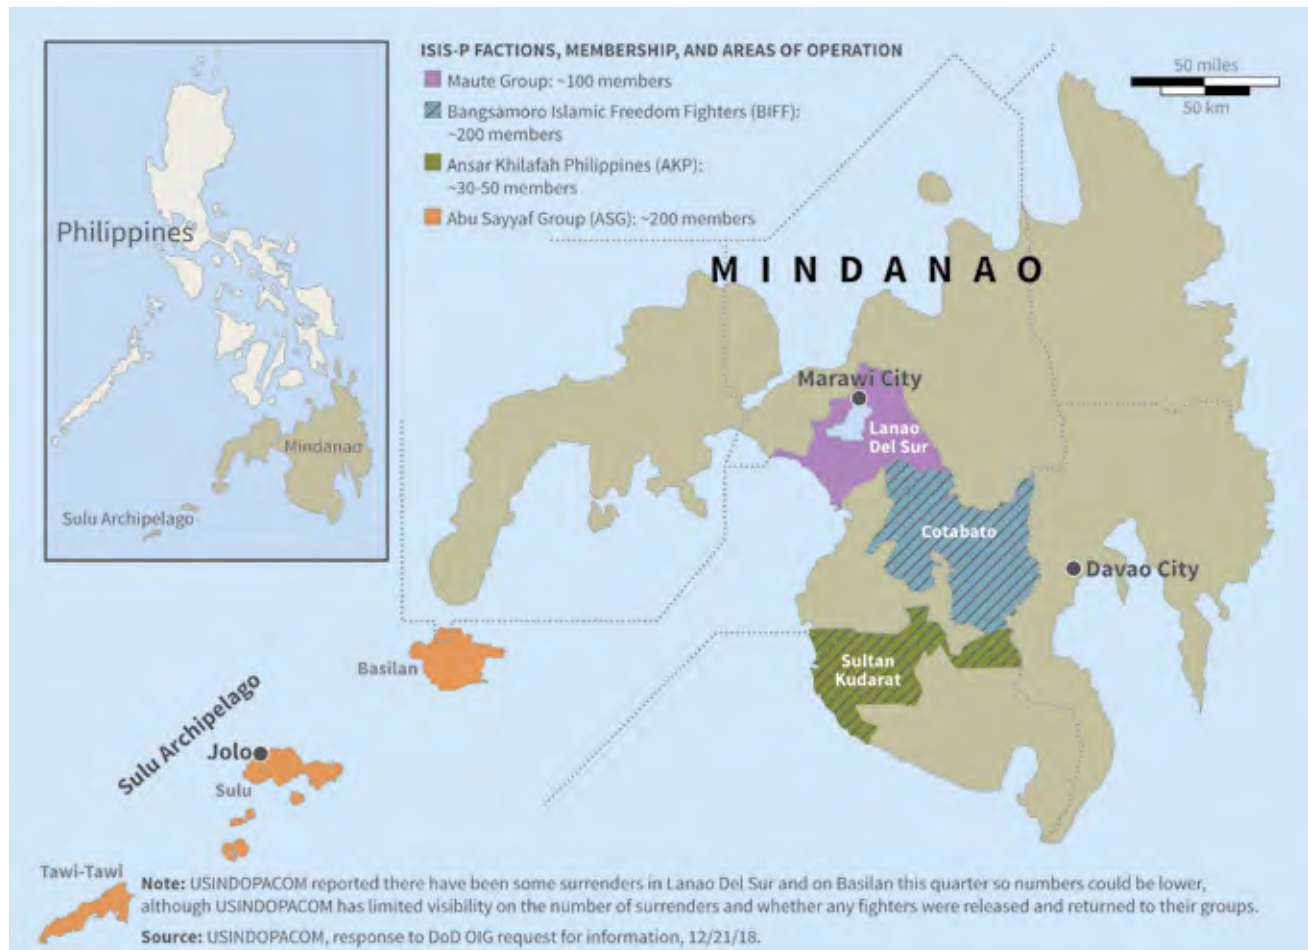 ISIS-P FACTIONS, MEMBERSHIP, AND AREAS OF OPERATION
Maute Group: ~100 members
Bangsamoro Islamic Freedom Fighters (BIFF):
~200 members
Ansar Khilafah Philippines (AKP):
~30-50 members
Abu Sayyaf Group (ASG): ~200 members
50 miles
50 km
Philippines
Mindanao
Sulu Archipelago
MINDANAO
Marawi City
Lanao
Del Sur
Cotabato
Davao City
Sultan
Kudarat
Basilan
Sulu Archipelago
Jolo
Sulu
Tawi-Tawi
Note: USINDOPACOM reported there have been some surrenders in Lanao Del Sur and on Basilan this quarter so numbers could be lower,
although USINDOPACOM has limited visibility on the number of surrenders and whether any fighters were released and returned to their groups.
Source: USINDOPACOM, response to DoD OIG request for information, 12/21/18.